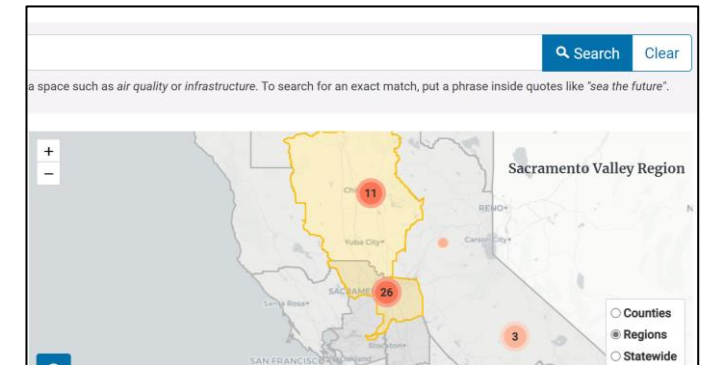 Search Clear
a space such as air quality or infrastructure. To search for an exact match, put a phrase inside quotes like "sea the future".
+
−
Sacramento Valley Region
11
RENO
Yuba City
Carson City
26
Santa Rosa
Counties
Regions
3
Statewide
Stockton
SAN FRANCISCO Oakland